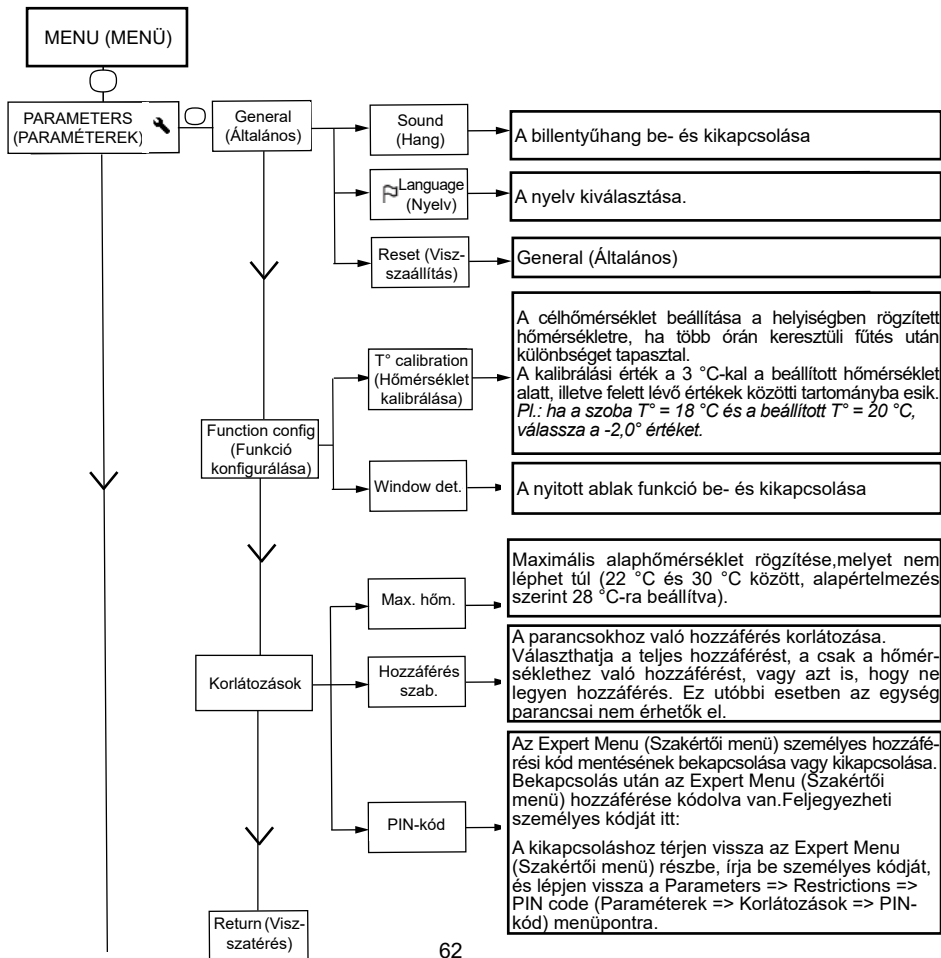 MENU (MENÜ)
PARAMETERS
(PARAMÉTEREK)
General
(Általános)
Sound
(Hang)
A billentyűhang be- és kikapcsolása
Language
(Nyelv)
A nyelv kiválasztása.
Reset (Visz-
szaállítás)
General (Általános)
Function config
(Funkció
konfigurálása)
T° calibration
(Hőmérséklet
kalibrálása)
A célhőmérséklet beállítása a helyiségben rögzített
hőmérsékletre, ha több órán keresztüli fűtés után
különbséget tapasztal.
A kalibrálási érték a 3 °C-kal a beállított hőmérséklet
alatt, illetve felett lévő értékek közötti tartományba esik.
Pl.: ha a szoba T° = 18 °C és a beállított T° = 20 °C,
válassza a -2,0° értéket.
Window det.
A nyitott ablak funkció be- és kikapcsolása
Korlátozások
Max. hőm.
Maximális alaphőmérséklet rögzítése,melyet nem
léphet túl (22 °C és 30 °C között, alapértelmezés
szerint 28 °C-ra beállítva).
Hozzáférés
szab.
A parancsokhoz való hozzáférés korlátozása.
Választhatja a teljes hozzáférést, a csak a hőmér-
séklethez való hozzáférést, vagy azt is, hogy ne
legyen hozzáférés. Ez utóbbi esetben az egység
parancsai nem érhetők el.
PIN-kód
Az Expert Menu (Szakértői menü) személyes hozzáfé-
rési kód mentésének bekapcsolása vagy kikapcsolása.
Bekapcsolás után az Expert Menu (Szakértői
menü) hozzáférése kódolva van.Feljegyezheti
személyes kódját itt:
A kikapcsoláshoz térjen vissza az Expert Menu
(Szakértői menü) részbe, írja be személyes kódját,
és lépjen vissza a Parameters => Restrictions =>
PIN code (Paraméterek => Korlátozások => PIN-
kód) menüpontra.
Return (Visz-
szatérés)
62